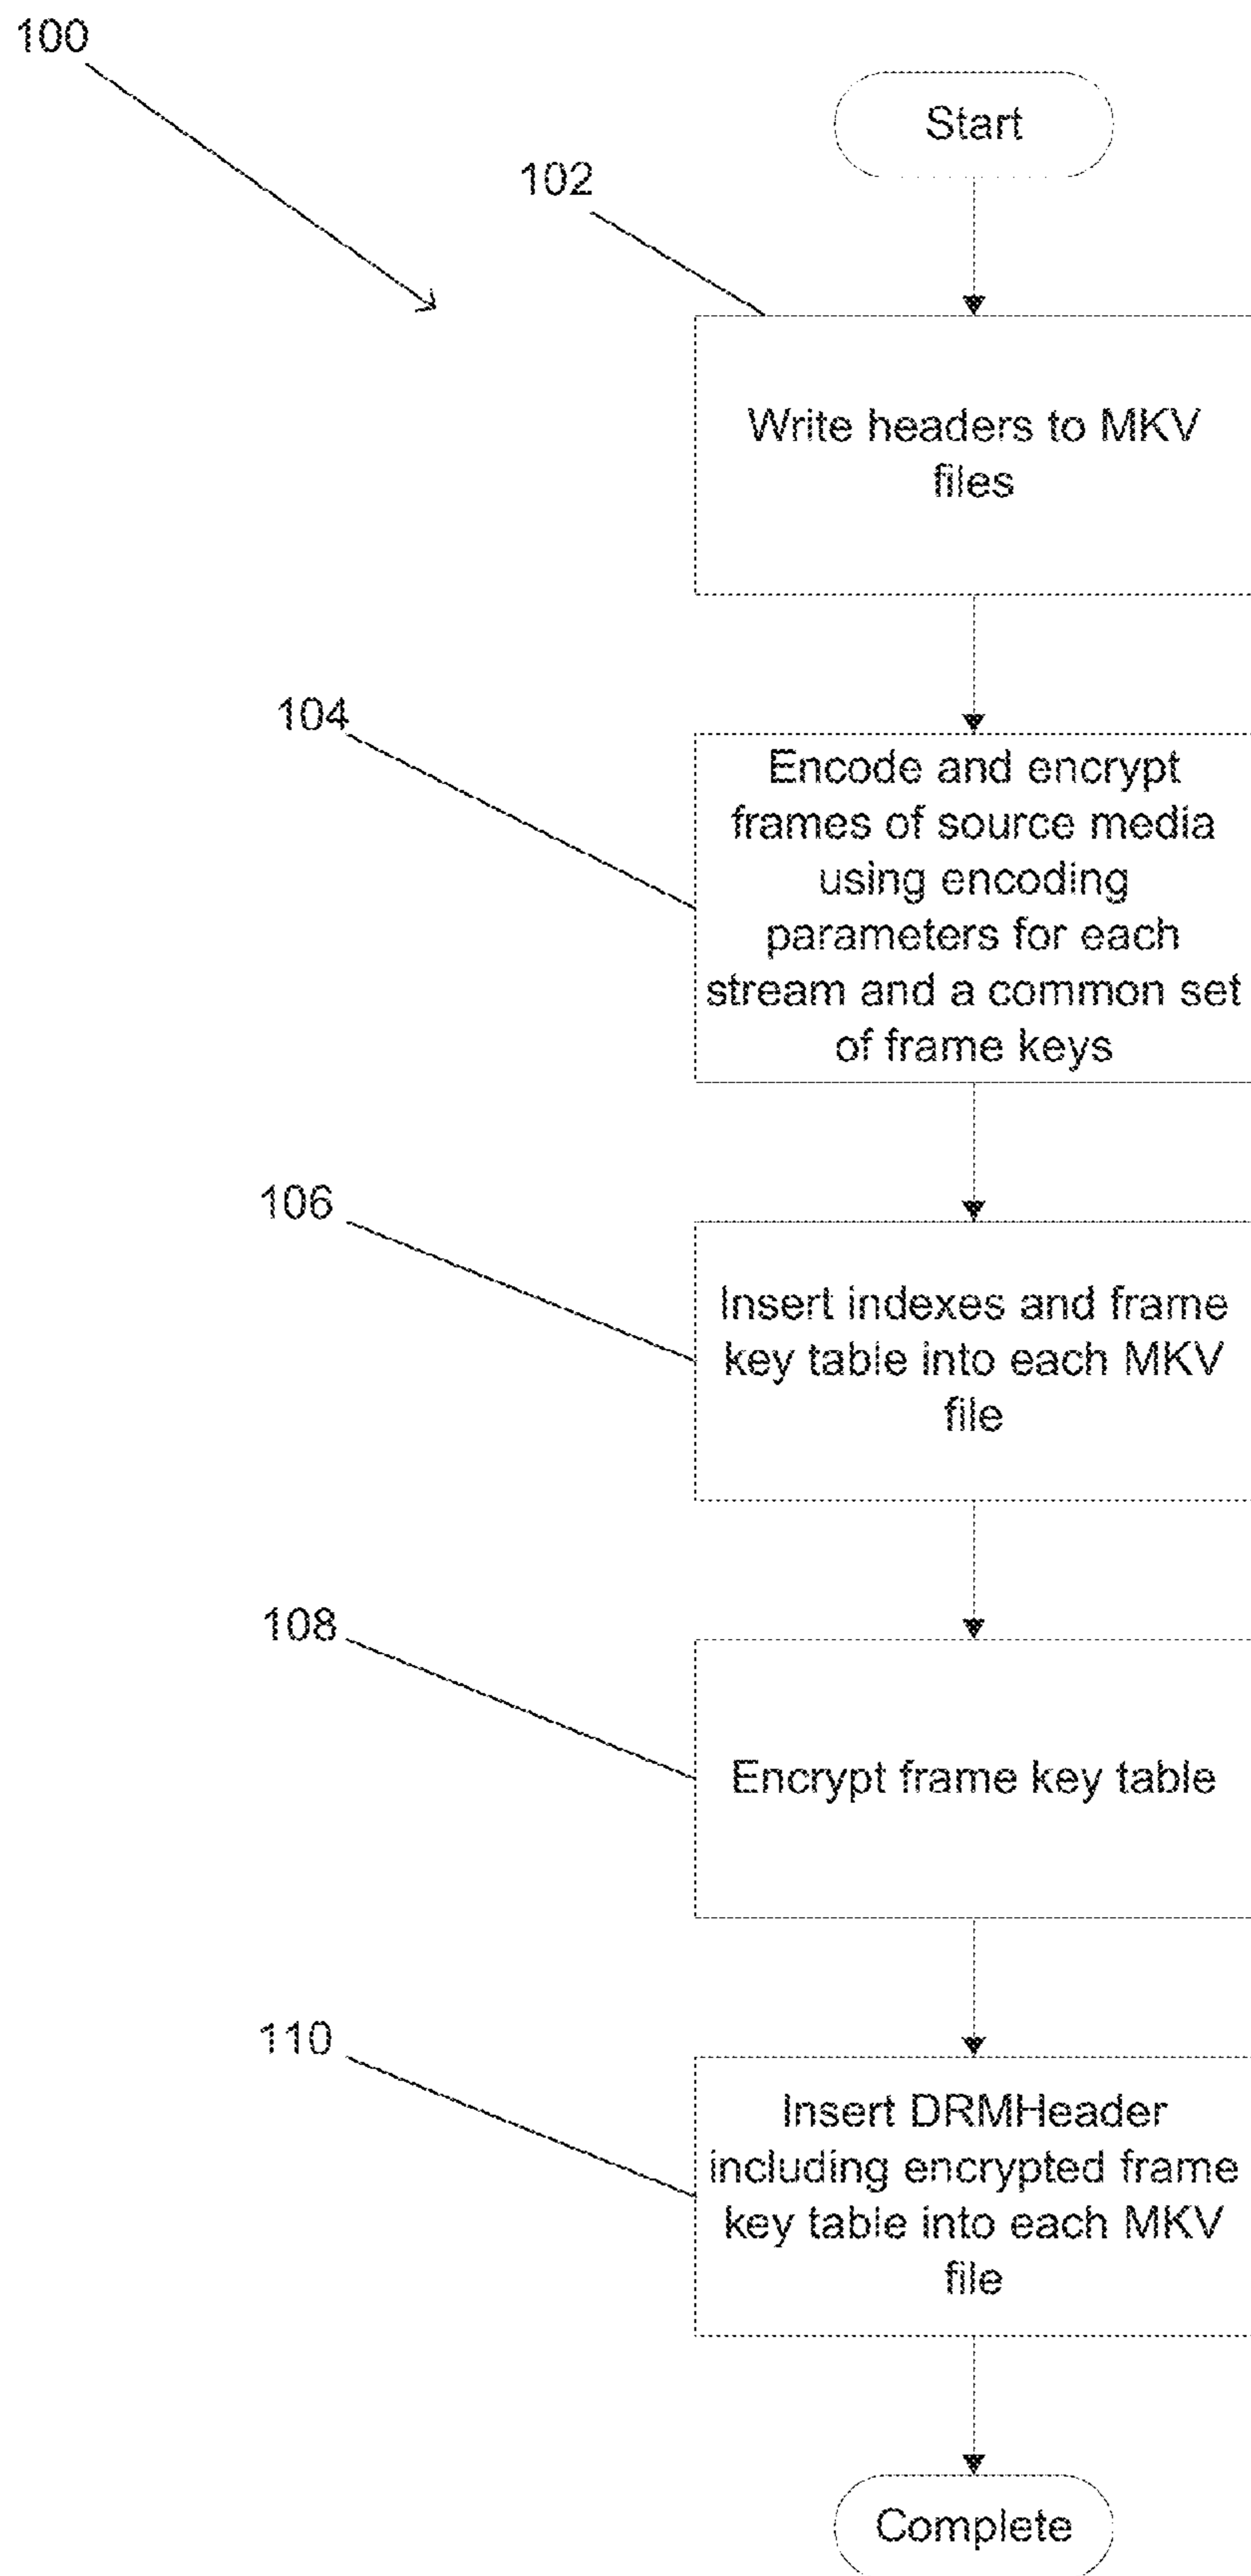 100
Start
102
Write headers to MKV
files
104
Encode and encrypt
frames of source media
using encoding
parameters for each
stream and a common set
of frame keys
106
Insert indexes and frame
key table into each MKV
file
108
Encrypt frame key table
110
Insert DRMHeader
including encrypted frame
key table into each MKV
file
Complete